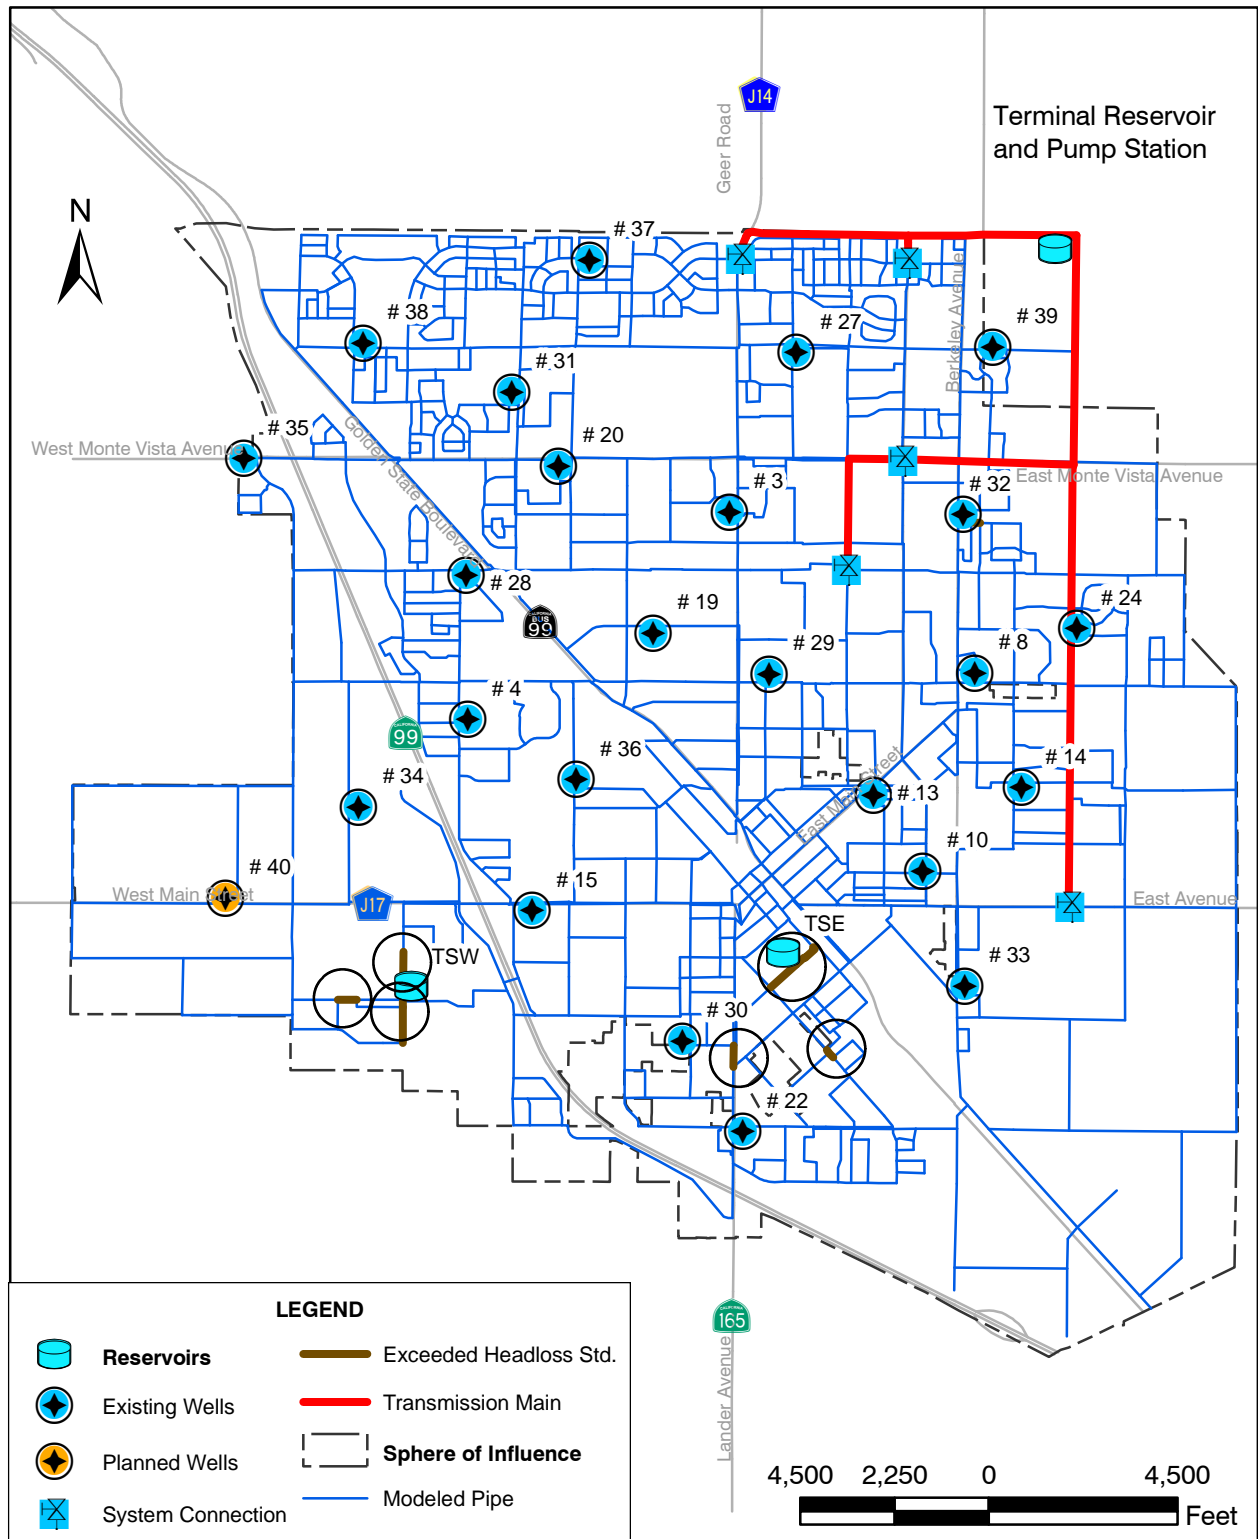 J14
Geer Road
Terminal Reservoir
and Pump Station
N
# 37
# 38
# 27
# 39
Berkeley Avenue
# 31
# 35
# 20
West Monte Vista Avenue
Golden State Boulevard
# 3
# 32
East Monte Vista Avenue
# 28
CALIFORNIA
BUS
99
# 19
# 29
# 8
# 24
# 4
CALIFORNIA
99
# 36
# 34
East Main Street
# 13
# 14
# 10
# 40
West Main Street
J17
# 15
East Avenue
TSE
TSW
# 33
# 30
# 22
CALIFORNIA
165
Lander Avenue
LEGEND
Reservoirs
Exceeded Headloss Std.
Existing Wells
Transmission Main
Planned Wells
Sphere of Influence
System Connection
Modeled Pipe
4,500 2,250 0 4,500
Feet